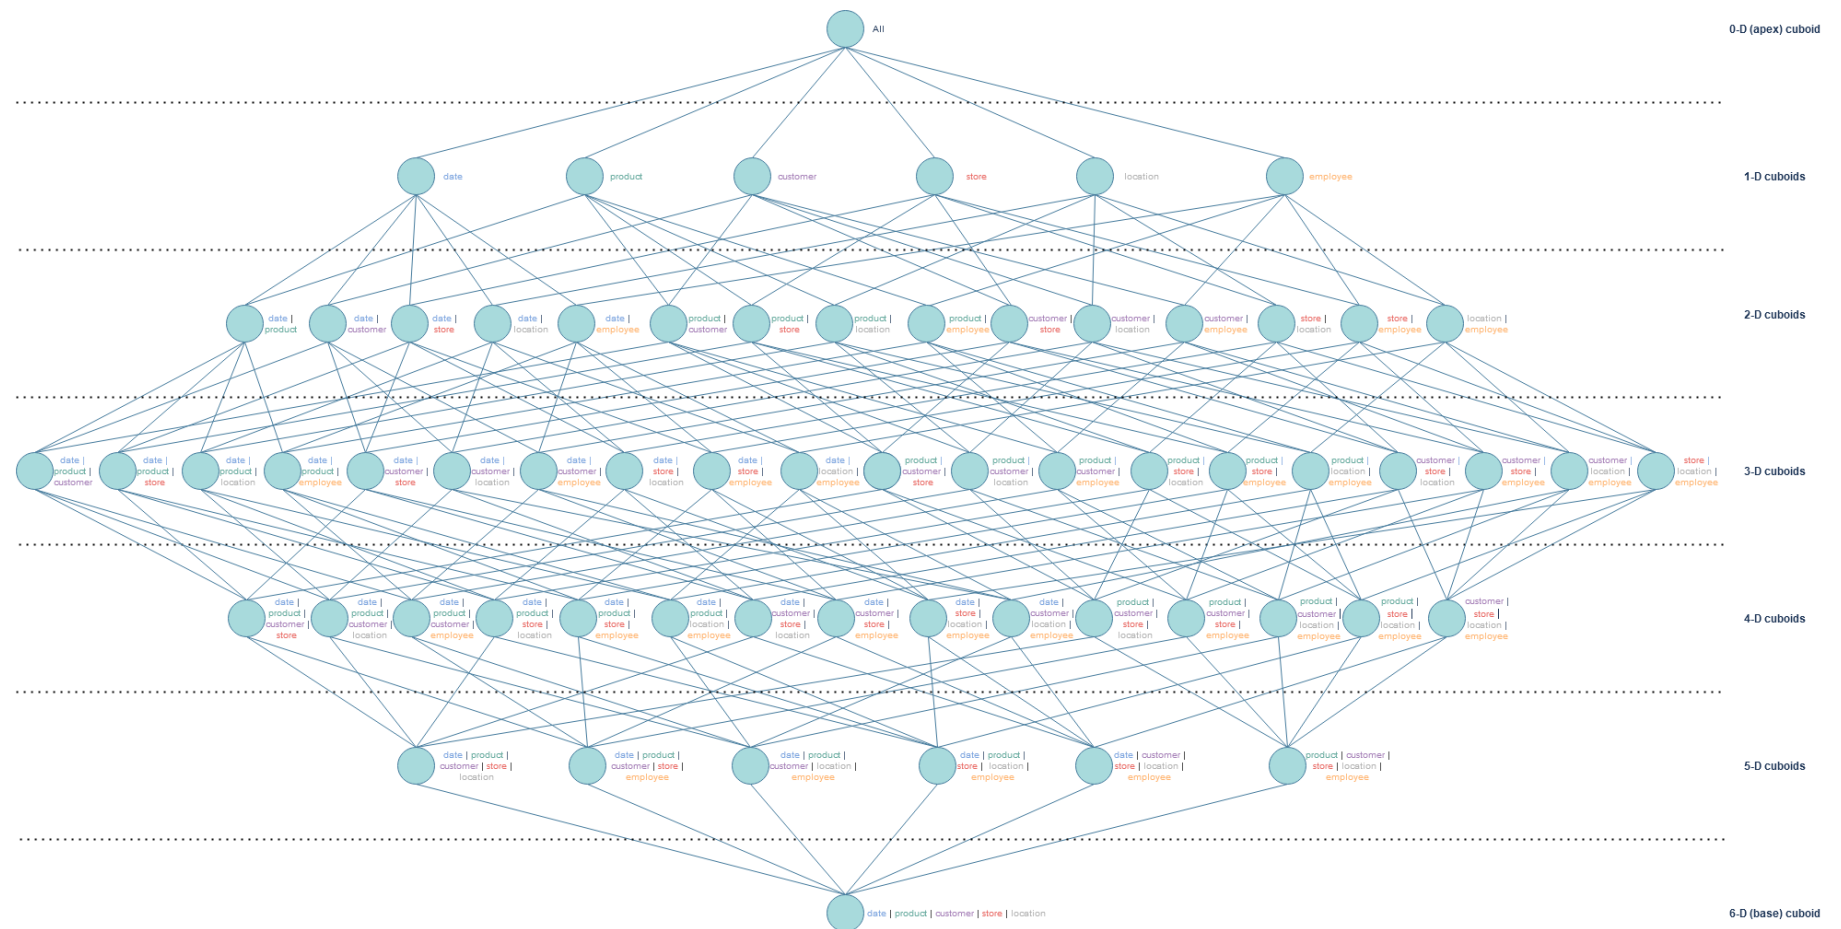 All
0-D (apex) cuboid
date
product
customer
store
location
employee
1-D cuboids
date |
product
date |
customer
date |
store
date |
location
date |
employee
product |
customer
product |
store
product |
location
product |
employee
customer |
store
customer |
location
customer |
employee
store |
location
store |
employee
location |
employee
2-D cuboids
date |
product |
customer
date |
product |
store
date |
product |
location
date |
product |
employee
date |
customer |
store
date |
customer |
location
date |
customer |
employee
date |
store |
location
date |
store |
employee
date |
location |
employee
product |
customer |
store
product |
customer |
location
product |
customer |
employee
product |
store |
location
product |
store |
employee
product |
location |
employee
customer |
store |
location
customer |
store |
employee
customer |
location |
employee
store |
location |
employee
3-D cuboids
date |
product |
customer |
store
date |
product |
customer |
location
date |
product |
customer |
employee
date |
product |
store |
location
date |
product |
store |
employee
date |
product |
location |
employee
date |
customer |
store |
location
date |
customer |
store |
employee
date |
store |
location |
employee
date |
customer |
location |
employee
product |
customer |
store |
location
product |
customer |
store |
employee
product |
customer |
location |
employee
product |
store |
location |
employee
customer |
store |
location |
employee
4-D cuboids
date | product |
customer | store |
location
date | product |
customer | store |
employee
date | product |
customer | location |
employee
date | product |
store | location |
employee
date | customer |
store | location |
employee
product | customer |
store | location |
employee
5-D cuboids
date | product | customer | store | location
6-D (base) cuboid